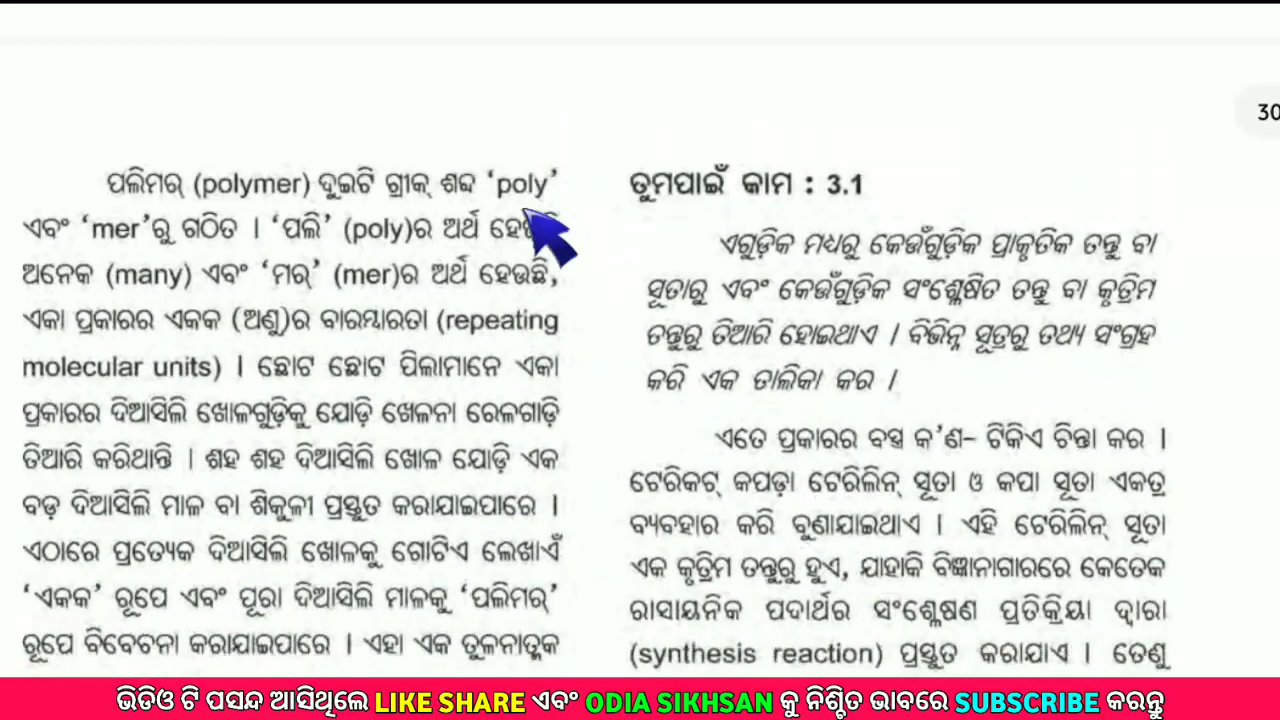 30
ପଲିମର୍ (polymer) ଦୁଇଟି ଗ୍ରୀକ୍ ଶବ୍ଦ ‘poly’
ଏବଂ ‘mer’ରୁ ଗଠିତ । ‘ପଲି’ (poly)ର ଅର୍ଥ
ଅନେକ (many) ଏବଂ ‘ମର୍’ (mer)ର ଅର୍ଥ ହେଉଛି,
ଏକା ପ୍ରକାରର ଏକକ (ଅଣୁ)ର ବାରମ୍ଭାରତା (repeating
molecular units) । ଛୋଟ ଛୋଟ ପିଲାମାନେ ଏକା
ପ୍ରକାରର ଦିଆସିଲି ଖୋଳଗୁଡ଼ିକୁ ଯୋଡ଼ି ଖେଳନା ରେଳଗାଡ଼ି
ତିଆରି କରିଥାନ୍ତି । ଶହ ଶହ ଦିଆସିଲି ଖୋଳ ଯୋଡ଼ି ଏକ
ବଡ଼ ଦିଆସିଲି ମାଳ ବା ଶିକୁଳୀ ପ୍ରସ୍ତୁତ କରାଯାଇପାରେ ।
ଏଠାରେ ପ୍ରତ୍ୟେକ ଦିଆସିଲି ଖୋଳକୁ ଗୋଟିଏ ଲେଖାଏଁ
‘ଏକକ’ ରୂପେ ଏବଂ ପୂରା ଦିଆସିଲି ମାଳକୁ ‘ପଲିମର୍’
ରୂପେ ବିବେଚନା କରାଯାଇପାରେ । ଏହା ଏକ ତୁଳନାତ୍ମକ
ତୁମପାଇଁ କାମ : 3.1
ଏଗୁଡ଼ିକ ମଧ୍ୟରୁ କେଉଁଗୁଡ଼ିକ ପ୍ରାକୃତିକ ତନ୍ତୁ ବା
ସୂତାରୁ ଏବଂ କେଉଁଗୁଡ଼ିକ ସଂଶ୍ଳେଷିତ ତନ୍ତୁ ବା କୃତ୍ରିମ
ତନ୍ତୁରୁ ତିଆରି ହୋଇଥାଏ । ବିଭିନ୍ନ ସୂତ୍ରରୁ ତଥ୍ୟ ସଂଗ୍ରହ
କରି ଏକ ତାଲିକା କର ।
ଏତେ ପ୍ରକାରର ବସ୍ତ୍ର କ’ଣ– ଟିକିଏ ଚିନ୍ତା କର ।
ଟେରିକଟ୍ କପଡ଼ା ଟେରିଲିନ୍ ସୂତା ଓ କପା ସୂତା ଏକତ୍ର
ବ୍ୟବହାର କରି ବୁଣାଯାଇଥାଏ । ଏହି ଟେରିଲିନ୍ ସୂତା
ଏକ କୃତ୍ରିମ ତନ୍ତୁରୁ ହୁଏ, ଯାହାକି ବିଜ୍ଞାନାଗାରରେ କେତେକ
ରାସାୟନିକ ପଦାର୍ଥର ସଂଶ୍ଳେଷଣ ପ୍ରତିକ୍ରିୟା ଦ୍ୱାରା
(synthesis reaction) ପ୍ରସ୍ତୁତ କରାଯାଏ । ତେଣୁ
ଭିଡିଓ ଟି ପସନ୍ଦ ଆସିଥିଲେ LIKE SHARE ଏବଂ ODIA SIKHSAN କୁ ନିଶ୍ଚିତ ଭାବରେ SUBSCRIBE କରନ୍ତୁ